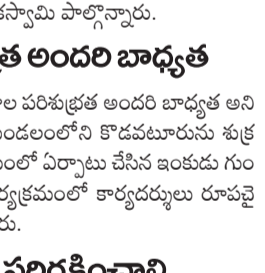 కస్వామి పాల్గొన్నారు.
త అందరి బాధ్యత
ల పరిశుభ్రత అందరి బాధ్యత అని
ండలంలోని కొడవటూరును శుక్ర
ంలో ఏర్పాటు చేసిన ఇంకుడు గుం
ర్యక్రమంలో కార్యదర్శులు రూపచై
రు.